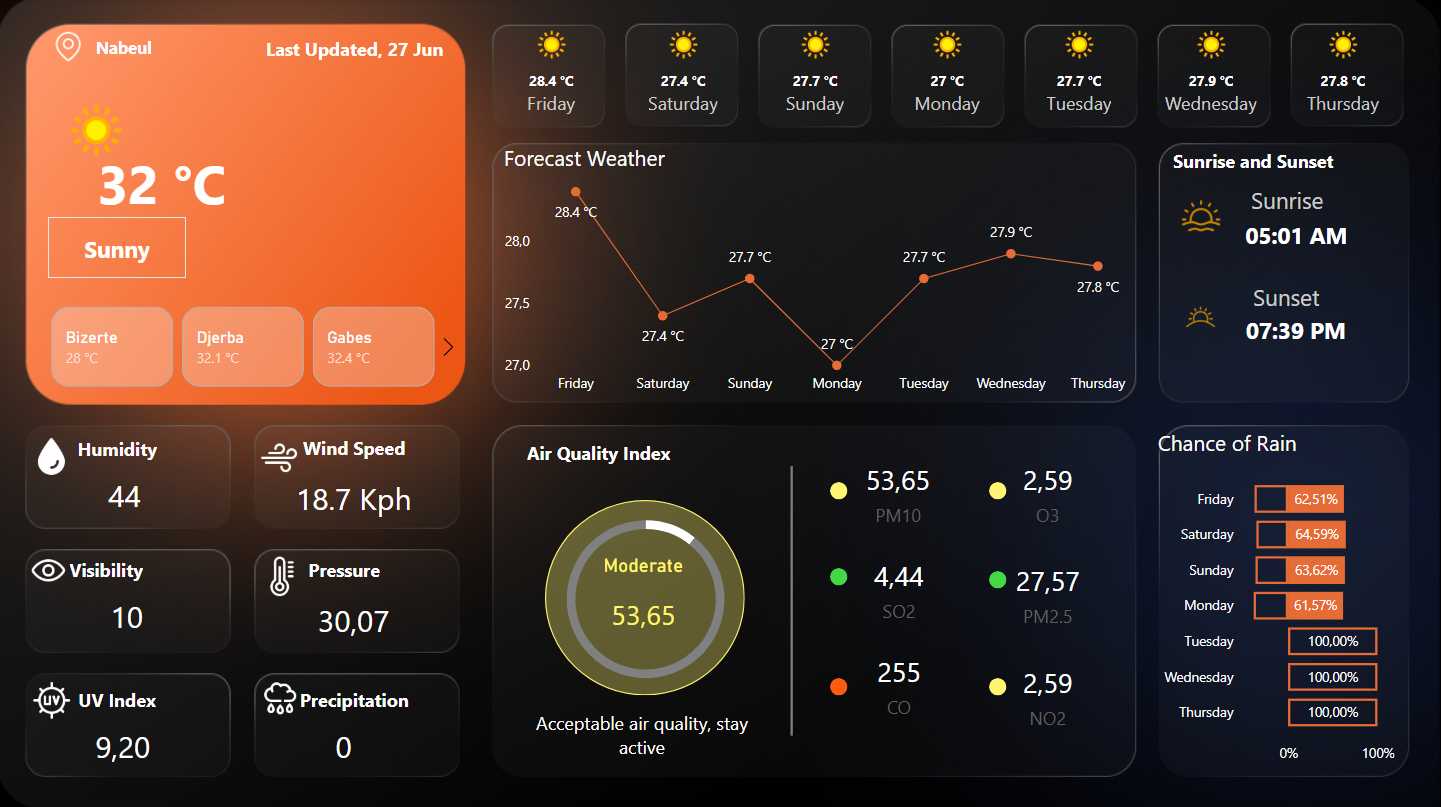 Nabeul
Last Updated, 27 Jun
32 °C
Sunny
Bizerte
28 °C
Djerba
32.1 °C
Gabes
32.4 °C
28.4 °C
Friday
27.4 °C
Saturday
27.7 °C
Sunday
27 °C
Monday
27.7 °C
Tuesday
27.9 °C
Wednesday
27.8 °C
Thursday
Forecast Weather
28,0
27,5
27,0
28.4 °C
27.4 °C
27.7 °C
27 °C
27.7 °C
27.9 °C
27.8 °C
Friday
Saturday
Sunday
Monday
Tuesday
Wednesday
Thursday
Sunrise and Sunset
Sunrise
05:01 AM
Sunset
07:39 PM
Humidity
44
Wind Speed
18.7 Kph
Visibility
10
Pressure
30,07
UV
UV Index
9,20
Precipitation
0
Air Quality Index
Moderate
53,65
Acceptable air quality, stay
active
53,65
PM10
2,59
O3
4,44
SO2
27,57
PM2.5
255
CO
2,59
NO2
Chance of Rain
Friday 62,51%
Saturday 64,59%
Sunday 63,62%
Monday 61,57%
Tuesday 100,00%
Wednesday 100,00%
Thursday 100,00%
0% 100%